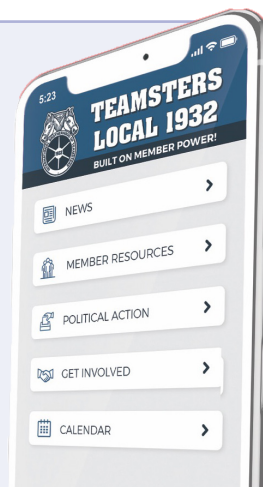 5:23
TEAMSTERS
LOCAL 1932
BUILT ON MEMBER POWER!
NEWS
MEMBER RESOURCES
POLITICAL ACTION
GET INVOLVED
CALENDAR